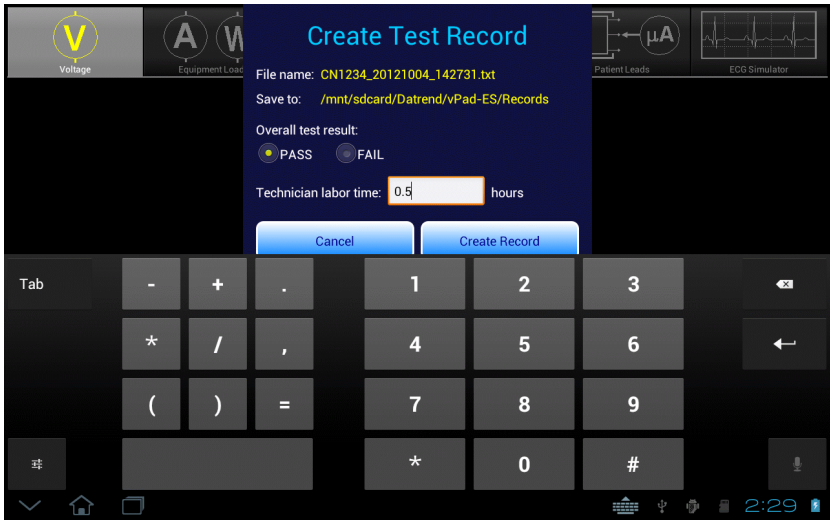 V
A
W
μA
Voltage
Equipment Load
Patient Leads
ECG Simulator
Create Test Record
File name: CN1234_20121004_142731.txt
Save to: /mnt/sdcard/Datrend/vPad-ES/Records
Overall test result:
PASS FAIL
Technician labor time: 0.5 hours
Cancel Create Record
Tab - + . 1 2 3
* / , 4 5 6
( ) = 7 8 9
* 0 #
2:29